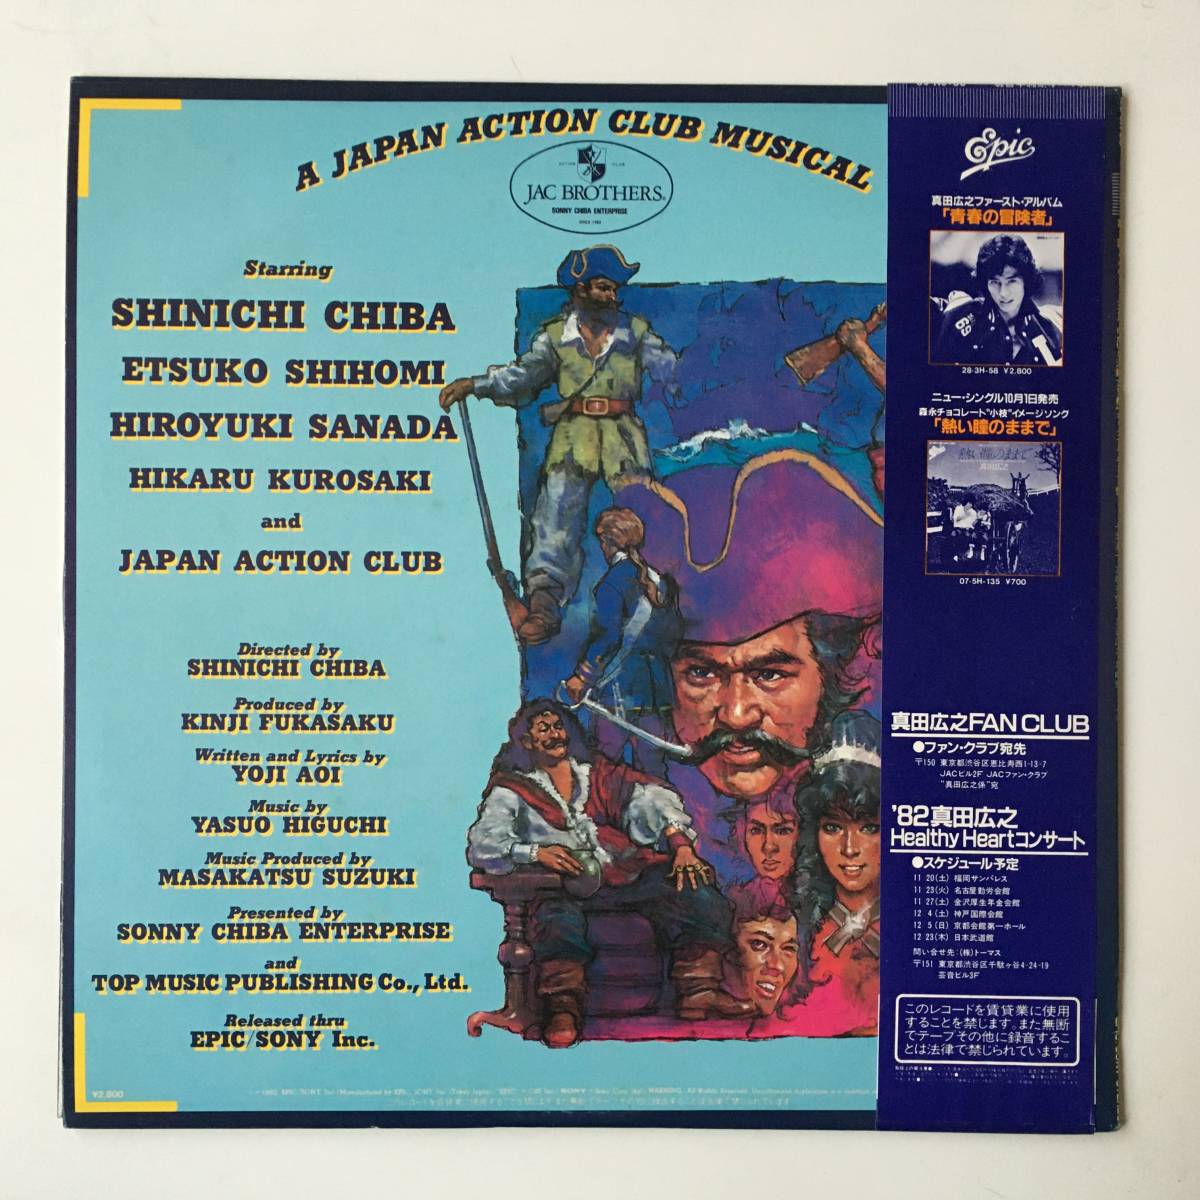 A JAPAN ACTION CLUB MUSICAL
ACTION CLUB
JAC BROTHERS®
SONNY CHIBA ENTERPRISE
SINCE 1982
Starring
SHINICHI CHIBA
ETSUKO SHIHOMI
HIROYUKI SANADA
HIKARU KUROSAKI
and
JAPAN ACTION CLUB
Directed by
SHINICHI CHIBA
Produced by
KINJI FUKASAKU
Written and Lyrics by
YOJI AOI
Music by
YASUO HIGUCHI
Music Produced by
MASAKATSU SUZUKI
Presented by
SONNY CHIBA ENTERPRISE
and
TOP MUSIC PUBLISHING Co., Ltd.
Released thru
EPIC/SONY Inc.
¥2,800
Epic
真田広之ファースト・アルバム
「青春の冒険者」
69
28·3H-58 ¥2,800
ニュー・シングル10月1日発売
森永チョコレート"小枝"イメージソング
「熱い瞳のままで」
熱い瞳のままで
真田広之
07·5H-135 ¥700
真田広之FAN CLUB
●ファン・クラブ宛先
〒150 東京都渋谷区恵比寿西1-13-7
JACビル2F JACファン・クラブ
"真田広之係"宛
'82真田広之
Healthy Heartコンサート
●スケジュール予定
11 20(土) 福岡サンパレス
11 23(火) 名古屋勤労会館
11 27(土) 金沢厚生年金会館
12 4(土) 神戸国際会館
12 5(日) 京都会館第一ホール
12 23(木) 日本武道館
問い合せ先:(株)トーマス
〒151 東京都渋谷区千駄ヶ谷4-24-19
芸音ビル3F
このレコードを賃貸業に使用
することを禁じます。また無断
でテープその他に録音するこ
とは法律で禁じられています。